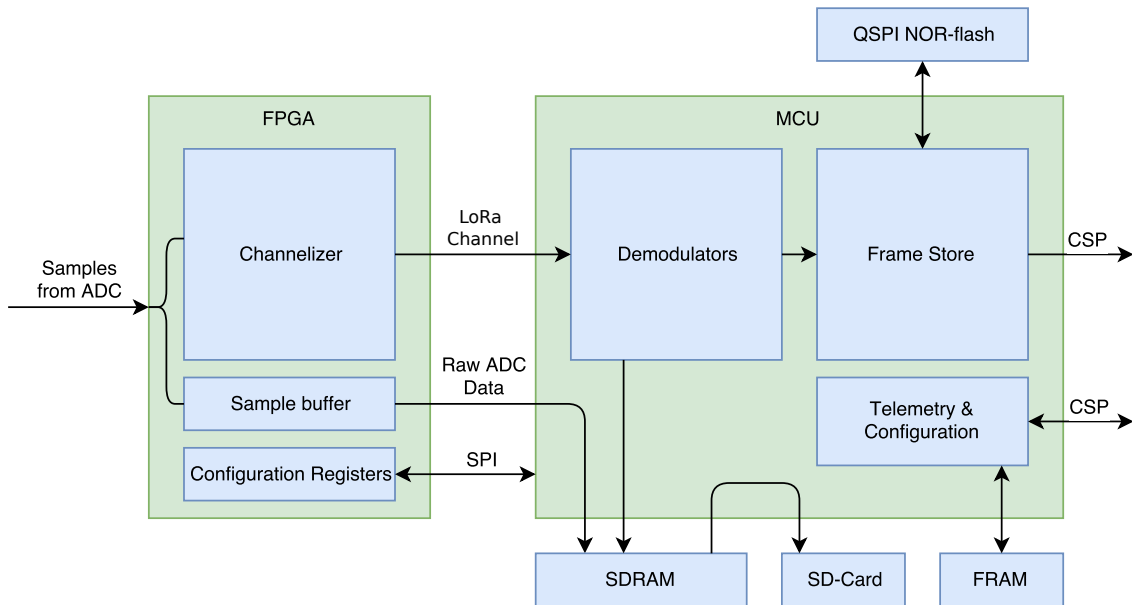 QSPI NOR-flash
FPGA
MCU
LoRa
Channel
Channelizer
Demodulators
Frame Store
CSP
Samples
from ADC
Raw ADC
Data
Sample buffer
Telemetry &
Configuration
CSP
SPI
Configuration Registers
SDRAM
SD-Card
FRAM